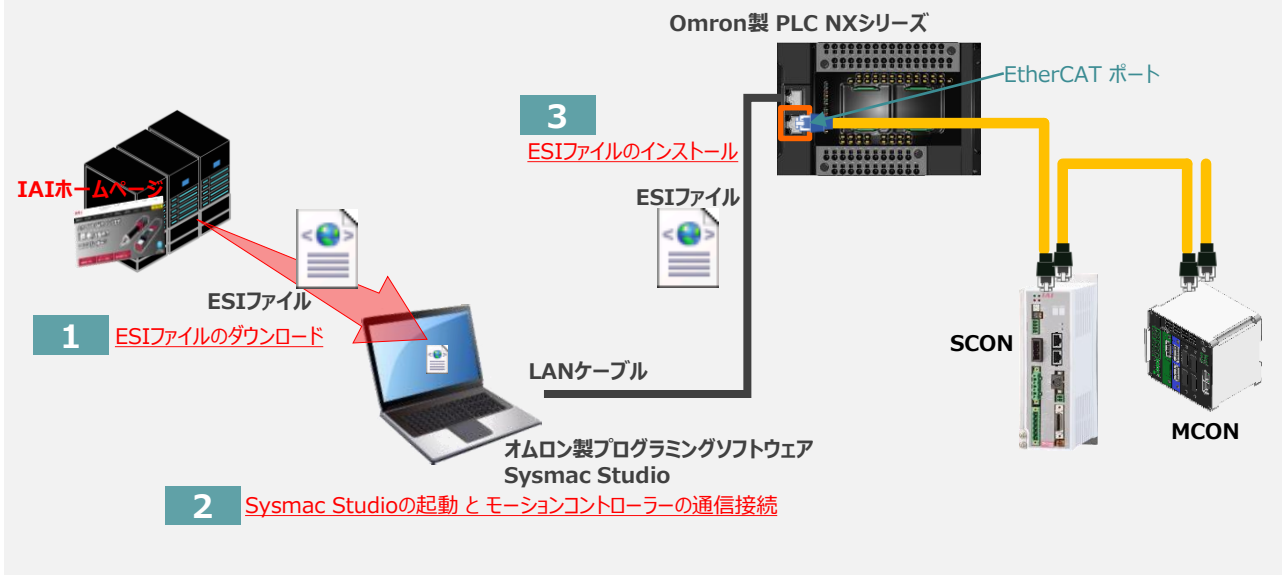 Omron製 PLC NXシリーズ
EtherCAT ポート
3
ESIファイルのインストール
ESIファイル
IAIホームページ
ESIファイル
1
ESIファイルのダウンロード
LANケーブル
SCON
MCON
オムロン製プログラミングソフトウェア
Sysmac Studio
2
Sysmac Studioの起動 と モーションコントローラーの通信接続